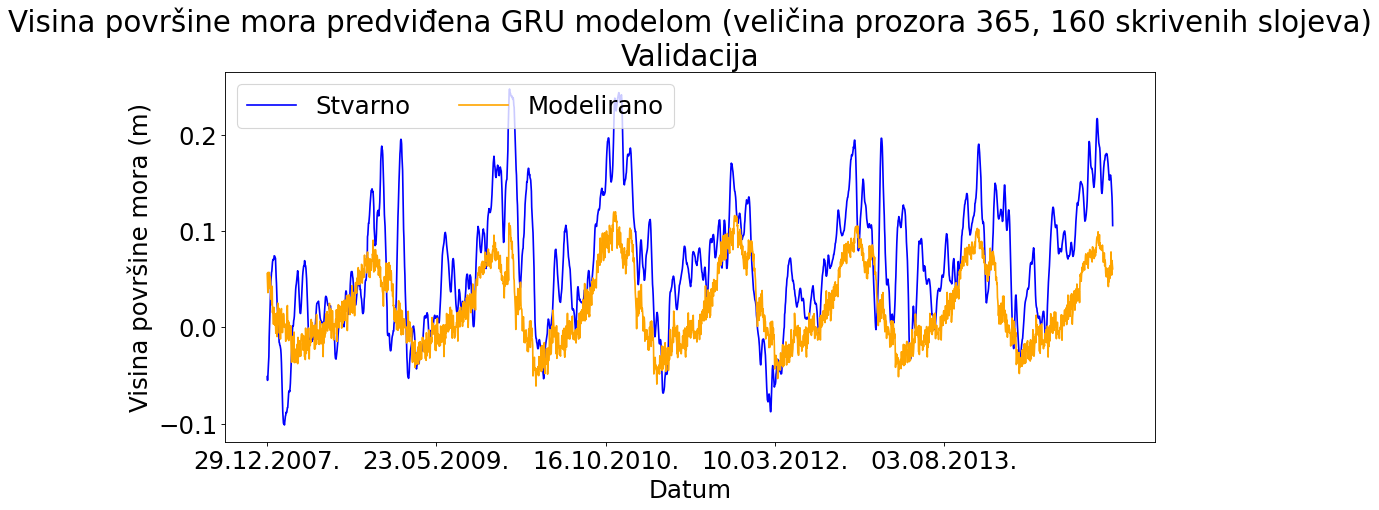 Visina površine mora predviđena GRU modelom (veličina prozora 365, 160 skrivenih slojeva)
Validacija
Stvarno
Modelirano
Visina površine mora (m)
0.2
0.1
0.0
−0.1
29.12.2007.
23.05.2009.
16.10.2010.
10.03.2012.
03.08.2013.
Datum